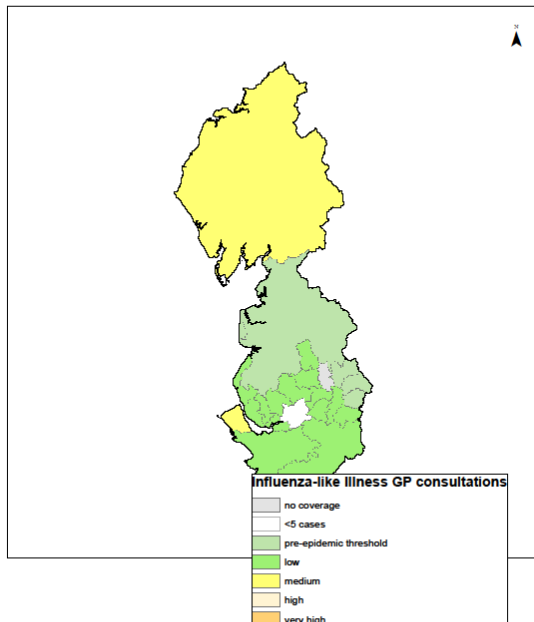 N
Influenza-like Illness GP consultations
no coverage
<5 cases
pre-epidemic threshold
low
medium
high
very high